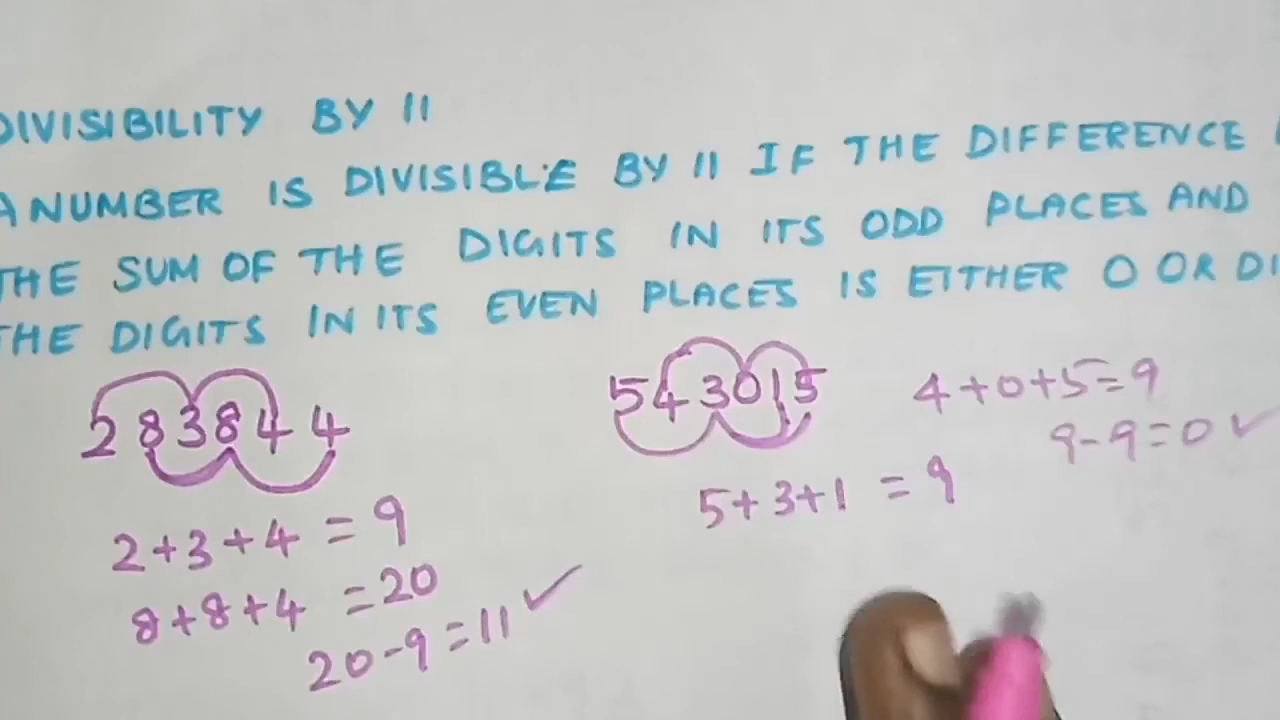 DIVISIBILITY BY 11
A NUMBER IS DIVISIBLE BY 11 IF THE DIFFERENCE
THE SUM OF THE DIGITS IN ITS ODD PLACES AND
THE DIGITS IN ITS EVEN PLACES IS EITHER 0 OR DI
283844
2+3+4 = 9
8+8+4 = 20
20-9=11 ✓
543015
5+3+1 = 9
4+0+5=9
9-9=0 ✓